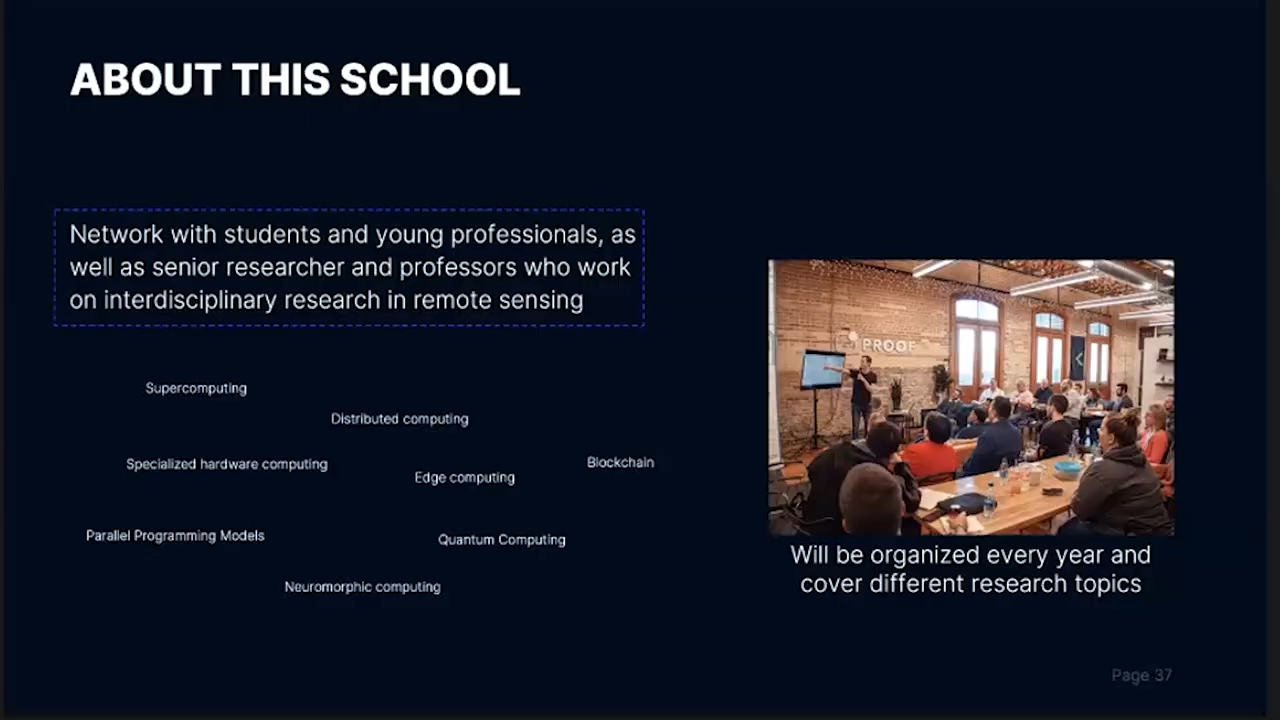 ABOUT THIS SCHOOL
Network with students and young professionals, as
well as senior researcher and professors who work
on interdisciplinary research in remote sensing
Supercomputing
Distributed computing
Specialized hardware computing
Edge computing
Blockchain
Parallel Programming Models
Quantum Computing
Neuromorphic computing
PROOF
Will be organized every year and
cover different research topics
Page 37